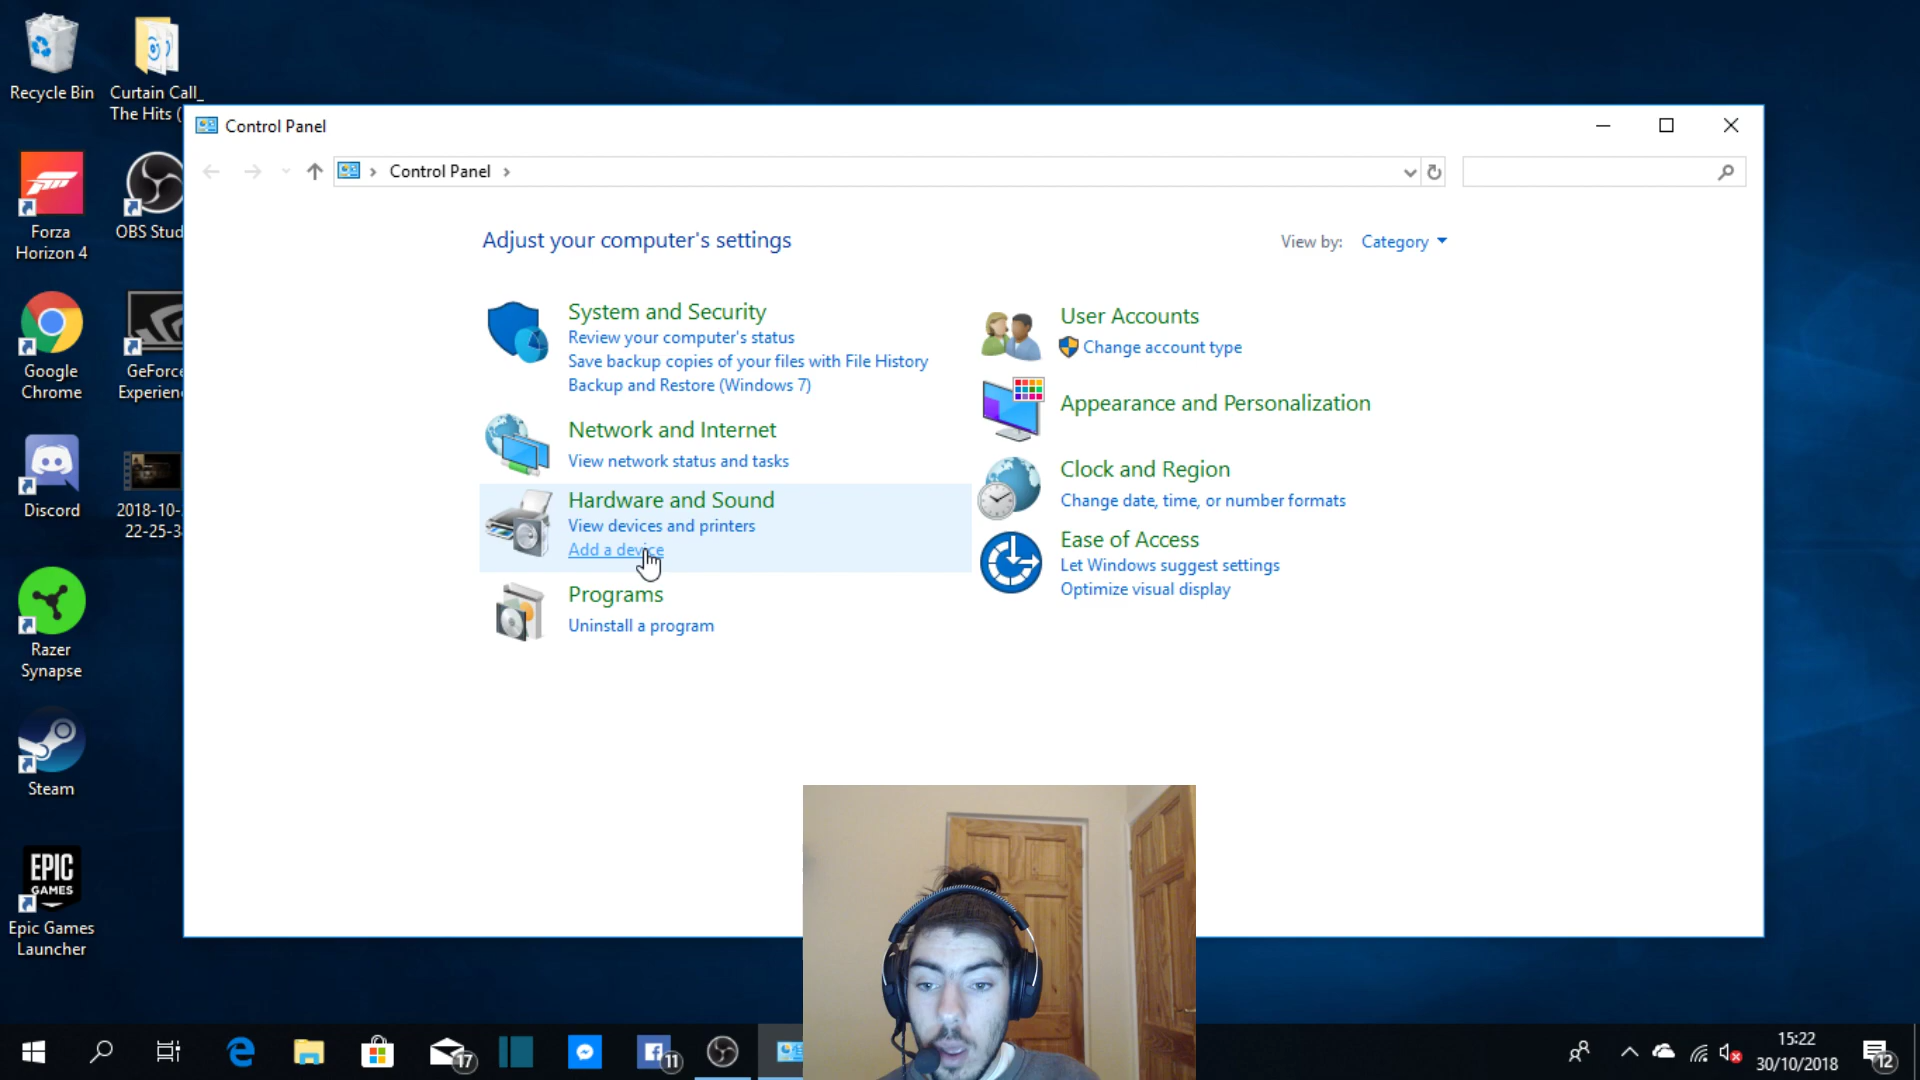 Recycle Bin
Curtain Call_
The Hits (
Control Panel
Control Panel
Forza
Horizon 4
OBS Stud
Adjust your computer's settings
View by: Category
System and Security
Review your computer's status
Save backup copies of your files with File History
Backup and Restore (Windows 7)
Network and Internet
View network status and tasks
Hardware and Sound
View devices and printers
Add a device
Programs
Uninstall a program
User Accounts
Change account type
Appearance and Personalization
Clock and Region
Change date, time, or number formats
Ease of Access
Let Windows suggest settings
Optimize visual display
Google
Chrome
GeForce
Experien
Discord
2018-10-
22-25-3
Razer
Synapse
Steam
EPIC
GAMES
Epic Games
Launcher
17
11
15:22
30/10/2018
12